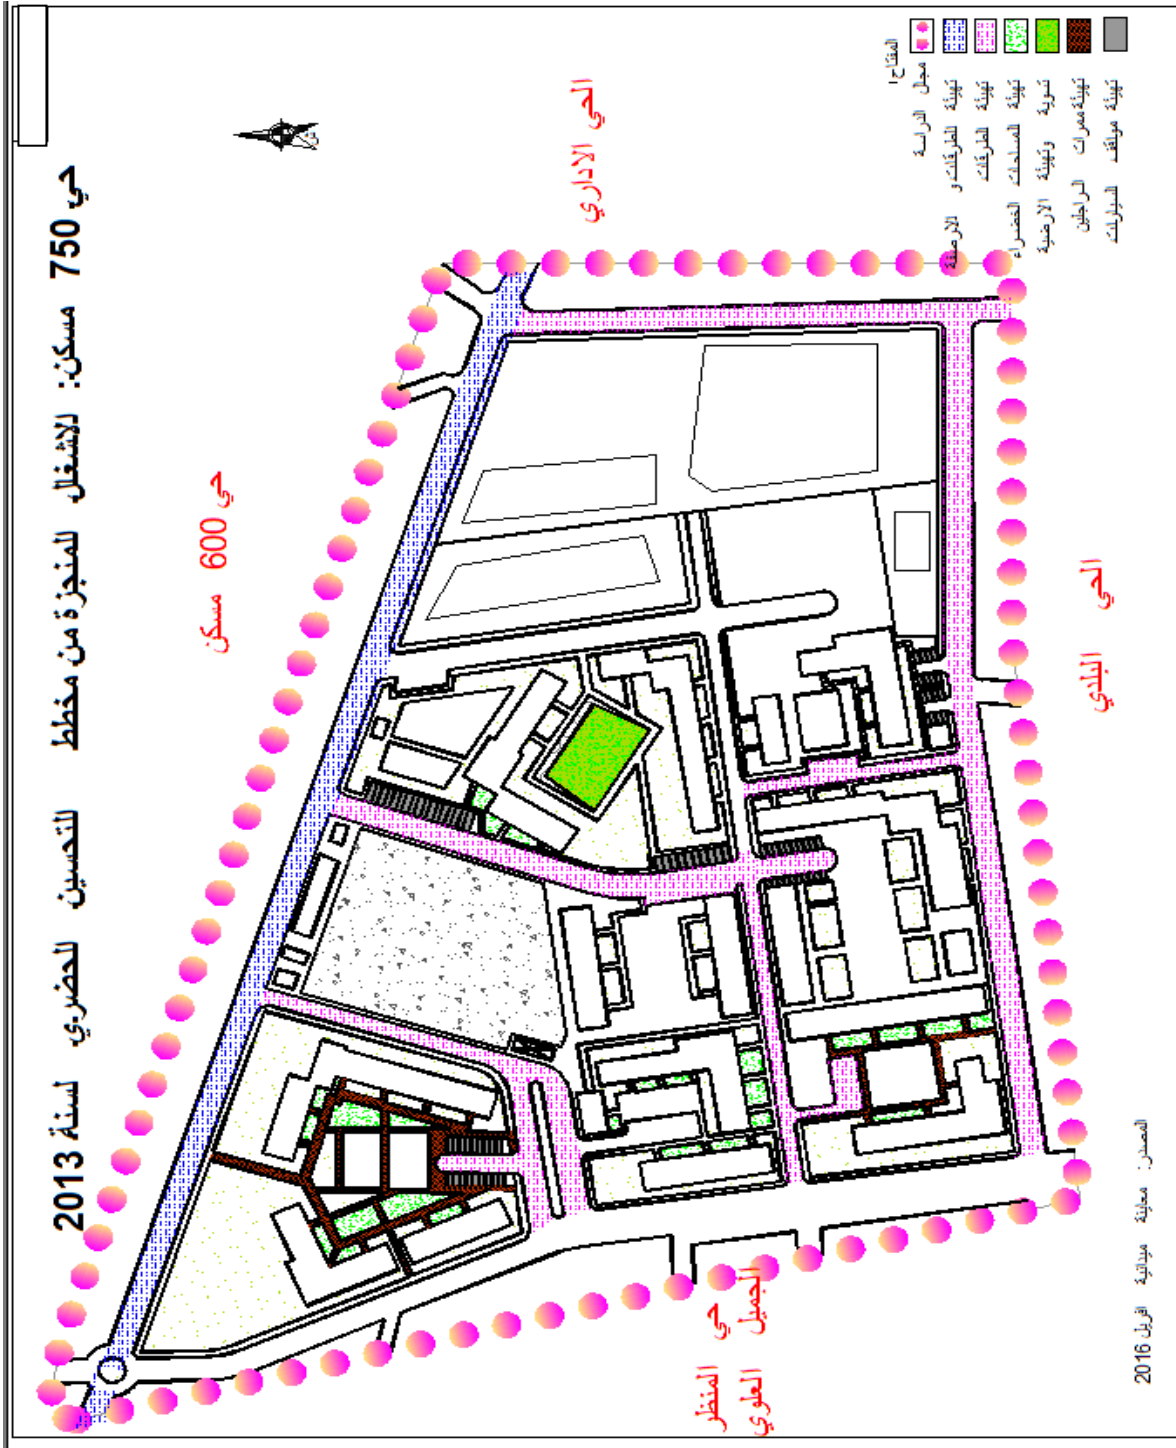 حي 750 مسكن: الاشغال المنجزة من مخطط التحسين الحضري لسنة 2013
المفتاح:
مجال الدراسة
تهيئة الطرقات و الارصفة
تهيئة الطرقات
تهيئة المساحات الخضراء
تسوية وتهيئة الارضية
تهيئة ممرات الراجلين
تهيئة مواقف السيارات
الحي الاداري
حي 600 مسكن
الحي البلدي
حي المنظر
الجميل العلوي
المصدر: معاينة ميدانية افريل 2016